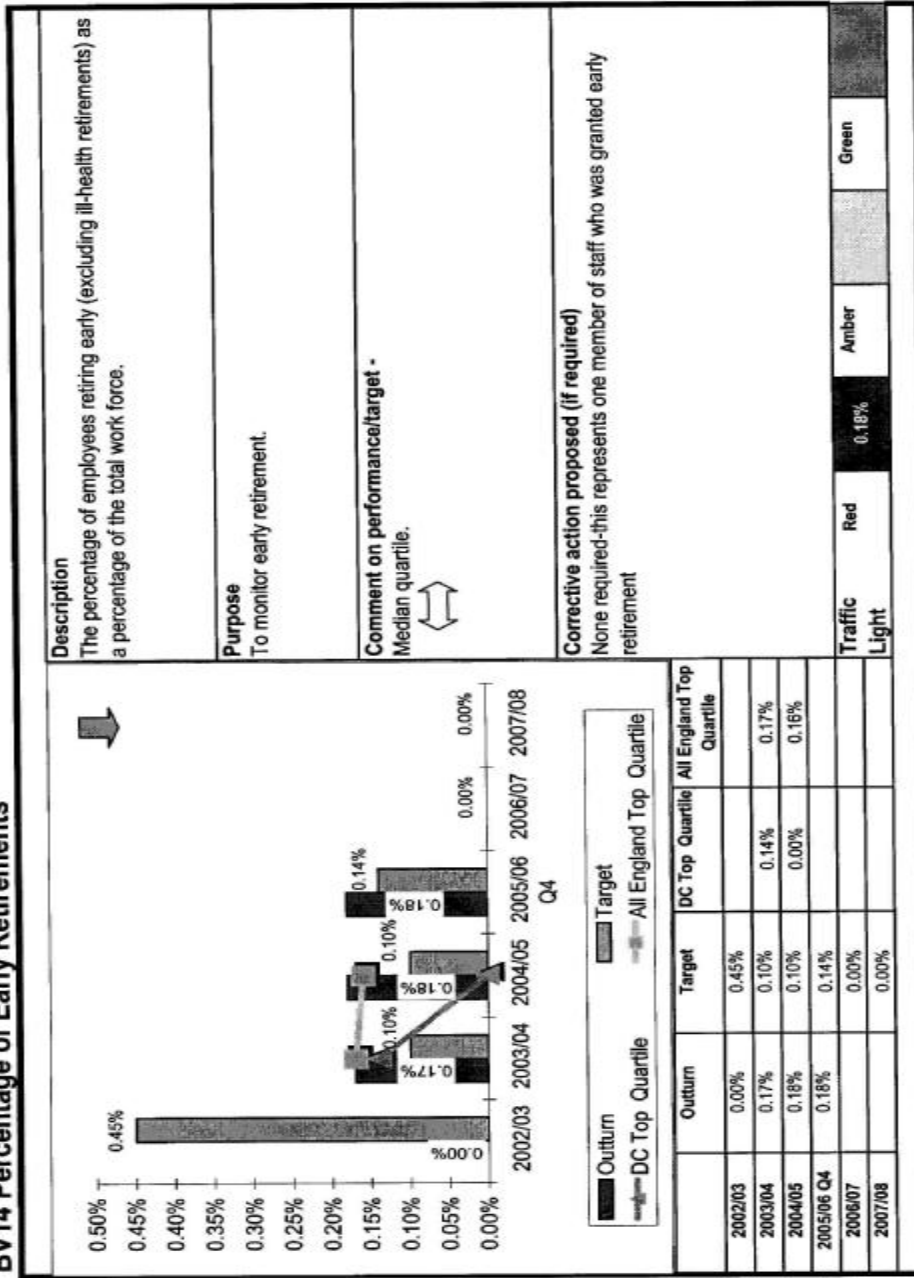 BV14 Percentage of Early Retirements
0.50%
0.45%
0.40%
0.35%
0.30%
0.25%
0.20%
0.15%
0.10%
0.05%
0.00%
0.45%
0.00%
0.10%
0.17%
0.10%
0.18%
0.14%
0.18%
0.00%
0.00%
2002/03
2003/04
2004/05
2005/06
Q4
2006/07
2007/08
Outturn
Target
DC Top Quartile
All England Top Quartile
Outturn Target DC Top Quartile All England Top
Quartile
2002/03 0.00% 0.45%
2003/04 0.17% 0.10% 0.14% 0.17%
2004/05 0.18% 0.10% 0.00% 0.16%
2005/06 Q4 0.18% 0.14%
2006/07 0.00%
2007/08 0.00%
Description
The percentage of employees retiring early (excluding ill-health retirements) as
a percentage of the total work force.
Purpose
To monitor early retirement.
Comment on performance/target -
Median quartile.
Corrective action proposed (if required)
None required-this represents one member of staff who was granted early
retirement
Traffic
Light
Red 0.18% Amber Green